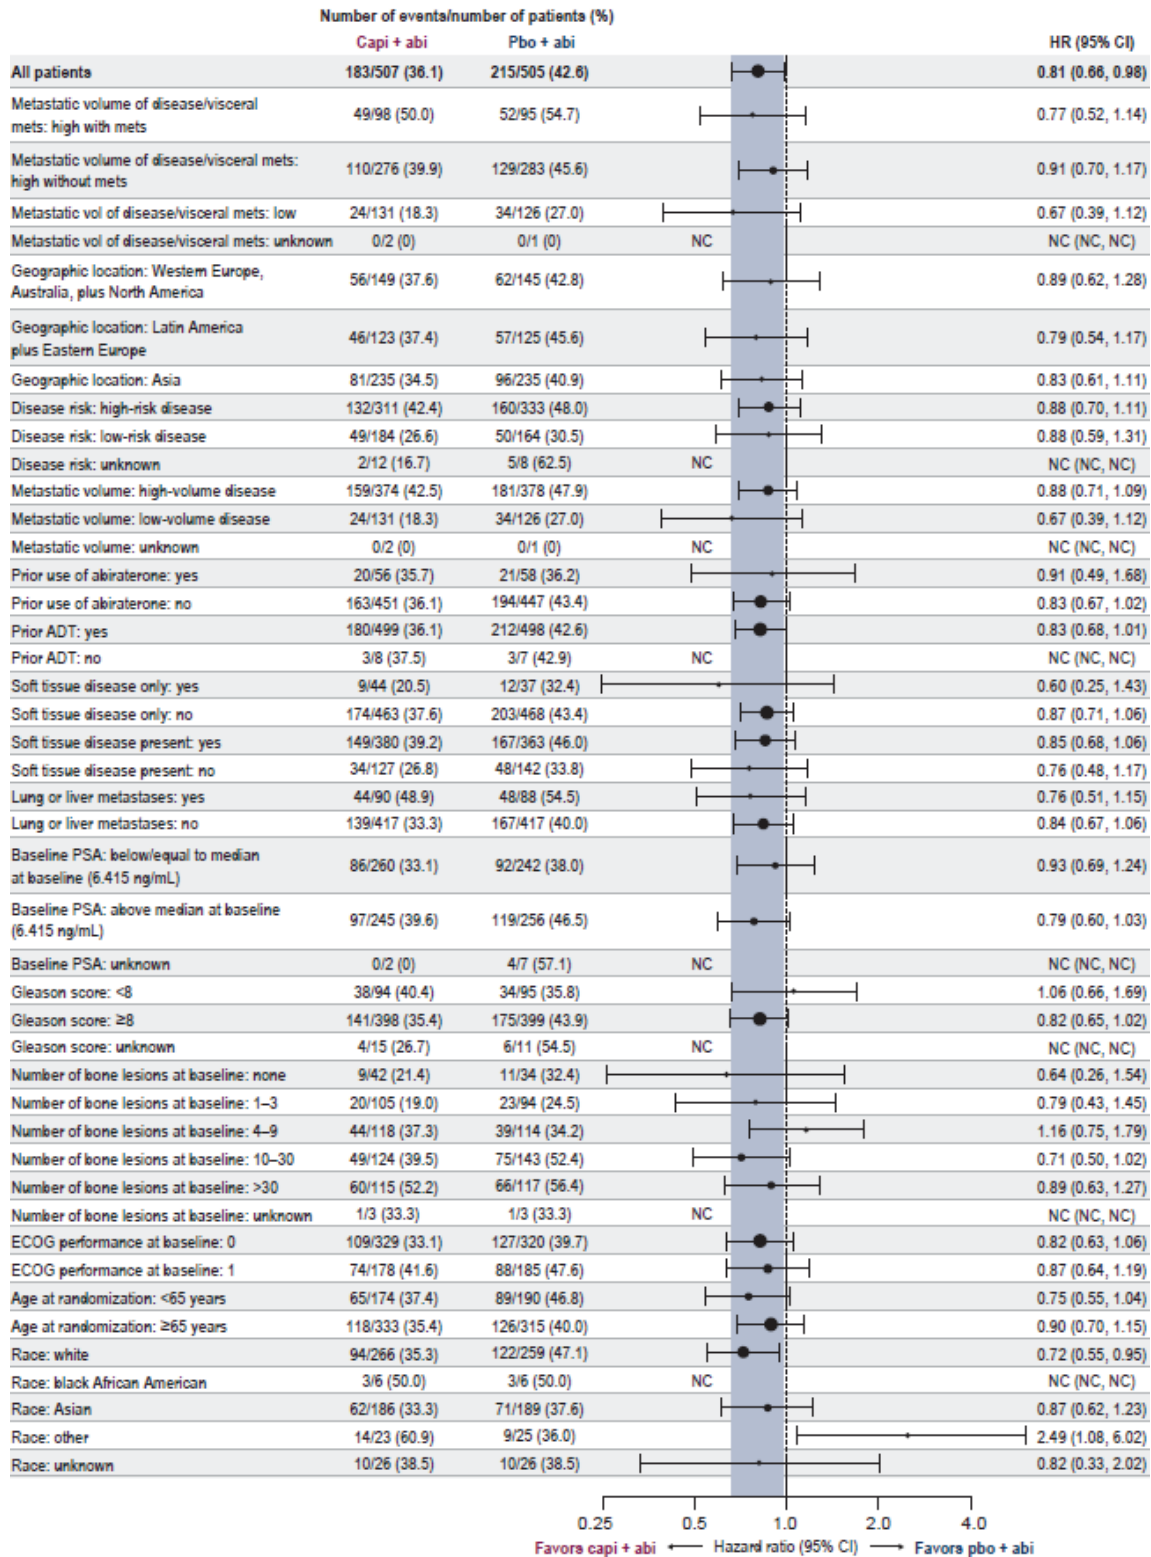 Number of events/number of patients (%)
Capi + abi Pbo + abi HR (95% CI)
All patients 183/507 (36.1) 215/505 (42.6) 0.81 (0.66, 0.98)
Metastatic volume of disease/visceral
mets: high with mets 49/98 (50.0) 52/95 (54.7) 0.77 (0.52, 1.14)
Metastatic volume of disease/visceral mets:
high without mets 110/276 (39.9) 129/283 (45.6) 0.91 (0.70, 1.17)
Metastatic vol of disease/visceral mets: low 24/131 (18.3) 34/126 (27.0) 0.67 (0.39, 1.12)
Metastatic vol of disease/visceral mets: unknown 0/2 (0) 0/1 (0) NC NC (NC, NC)
Geographic location: Western Europe,
Australia, plus North America 56/149 (37.6) 62/145 (42.8) 0.89 (0.62, 1.28)
Geographic location: Latin America
plus Eastern Europe 46/123 (37.4) 57/125 (45.6) 0.79 (0.54, 1.17)
Geographic location: Asia 81/235 (34.5) 96/235 (40.9) 0.83 (0.61, 1.11)
Disease risk: high-risk disease 132/311 (42.4) 160/333 (48.0) 0.88 (0.70, 1.11)
Disease risk: low-risk disease 49/184 (26.6) 50/164 (30.5) 0.88 (0.59, 1.31)
Disease risk: unknown 2/12 (16.7) 5/8 (62.5) NC NC (NC, NC)
Metastatic volume: high-volume disease 159/374 (42.5) 181/378 (47.9) 0.88 (0.71, 1.09)
Metastatic volume: low-volume disease 24/131 (18.3) 34/126 (27.0) 0.67 (0.39, 1.12)
Metastatic volume: unknown 0/2 (0) 0/1 (0) NC NC (NC, NC)
Prior use of abiraterone: yes 20/56 (35.7) 21/58 (36.2) 0.91 (0.49, 1.68)
Prior use of abiraterone: no 163/451 (36.1) 194/447 (43.4) 0.83 (0.67, 1.02)
Prior ADT: yes 180/499 (36.1) 212/498 (42.6) 0.83 (0.68, 1.01)
Prior ADT: no 3/8 (37.5) 3/7 (42.9) NC NC (NC, NC)
Soft tissue disease only: yes 9/44 (20.5) 12/37 (32.4) 0.60 (0.25, 1.43)
Soft tissue disease only: no 174/463 (37.6) 203/468 (43.4) 0.87 (0.71, 1.06)
Soft tissue disease present: yes 149/380 (39.2) 167/363 (46.0) 0.85 (0.68, 1.06)
Soft tissue disease present: no 34/127 (26.8) 48/142 (33.8) 0.76 (0.48, 1.17)
Lung or liver metastases: yes 44/90 (48.9) 48/88 (54.5) 0.76 (0.51, 1.15)
Lung or liver metastases: no 139/417 (33.3) 167/417 (40.0) 0.84 (0.67, 1.06)
Baseline PSA: below/equal to median
at baseline (6.415 ng/mL) 86/260 (33.1) 92/242 (38.0) 0.93 (0.69, 1.24)
Baseline PSA: above median at baseline
(6.415 ng/mL) 97/245 (39.6) 119/256 (46.5) 0.79 (0.60, 1.03)
Baseline PSA: unknown 0/2 (0) 4/7 (57.1) NC NC (NC, NC)
Gleason score: <8 38/94 (40.4) 34/95 (35.8) 1.06 (0.66, 1.69)
Gleason score: ≥8 141/398 (35.4) 175/399 (43.9) 0.82 (0.65, 1.02)
Gleason score: unknown 4/15 (26.7) 6/11 (54.5) NC NC (NC, NC)
Number of bone lesions at baseline: none 9/42 (21.4) 11/34 (32.4) 0.64 (0.26, 1.54)
Number of bone lesions at baseline: 1–3 20/105 (19.0) 23/94 (24.5) 0.79 (0.43, 1.45)
Number of bone lesions at baseline: 4–9 44/118 (37.3) 39/114 (34.2) 1.16 (0.75, 1.79)
Number of bone lesions at baseline: 10–30 49/124 (39.5) 75/143 (52.4) 0.71 (0.50, 1.02)
Number of bone lesions at baseline: >30 60/115 (52.2) 66/117 (56.4) 0.89 (0.63, 1.27)
Number of bone lesions at baseline: unknown 1/3 (33.3) 1/3 (33.3) NC NC (NC, NC)
ECOG performance at baseline: 0 109/329 (33.1) 127/320 (39.7) 0.82 (0.63, 1.06)
ECOG performance at baseline: 1 74/178 (41.6) 88/185 (47.6) 0.87 (0.64, 1.19)
Age at randomization: <65 years 65/174 (37.4) 89/190 (46.8) 0.75 (0.55, 1.04)
Age at randomization: ≥65 years 118/333 (35.4) 126/315 (40.0) 0.90 (0.70, 1.15)
Race: white 94/266 (35.3) 122/259 (47.1) 0.72 (0.55, 0.95)
Race: black African American 3/6 (50.0) 3/6 (50.0) NC NC (NC, NC)
Race: Asian 62/186 (33.3) 71/189 (37.6) 0.87 (0.62, 1.23)
Race: other 14/23 (60.9) 9/25 (36.0) 2.49 (1.08, 6.02)
Race: unknown 10/26 (38.5) 10/26 (38.5) 0.82 (0.33, 2.02)
0.25 0.5 1.0 2.0 4.0
Favors capi + abi ← Hazard ratio (95% CI) → Favors pbo + abi